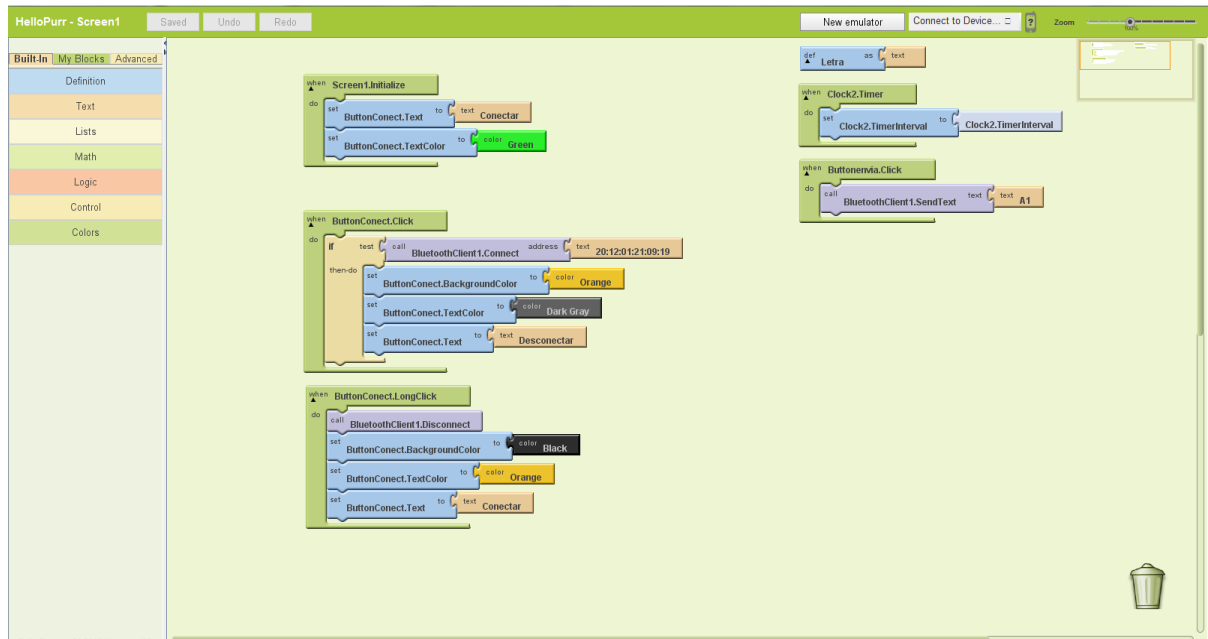 HelloPurr - Screen1 Saved Undo Redo New emulator Connect to Device... ? Zoom 100%
Built-In My Blocks Advanced
Definition
Text
Lists
Math
Logic
Control
Colors
when Screen1.Initialize
do set ButtonConect.Text to text Conectar
set ButtonConect.TextColor to color Green
when ButtonConect.Click
do if test call BluetoothClient1.Connect address text 20:12:01:21:09:19
then-do set ButtonConect.BackgroundColor to color Orange
set ButtonConect.TextColor to color Dark Gray
set ButtonConect.Text to text Desconectar
when ButtonConect.LongClick
do call BluetoothClient1.Disconnect
set ButtonConect.BackgroundColor to color Black
set ButtonConect.TextColor to color Orange
set ButtonConect.Text to text Conectar
def Letra as text
when Clock2.Timer
do set Clock2.TimerInterval to Clock2.TimerInterval
when Buttonenvia.Click
do call BluetoothClient1.SendText text text A1